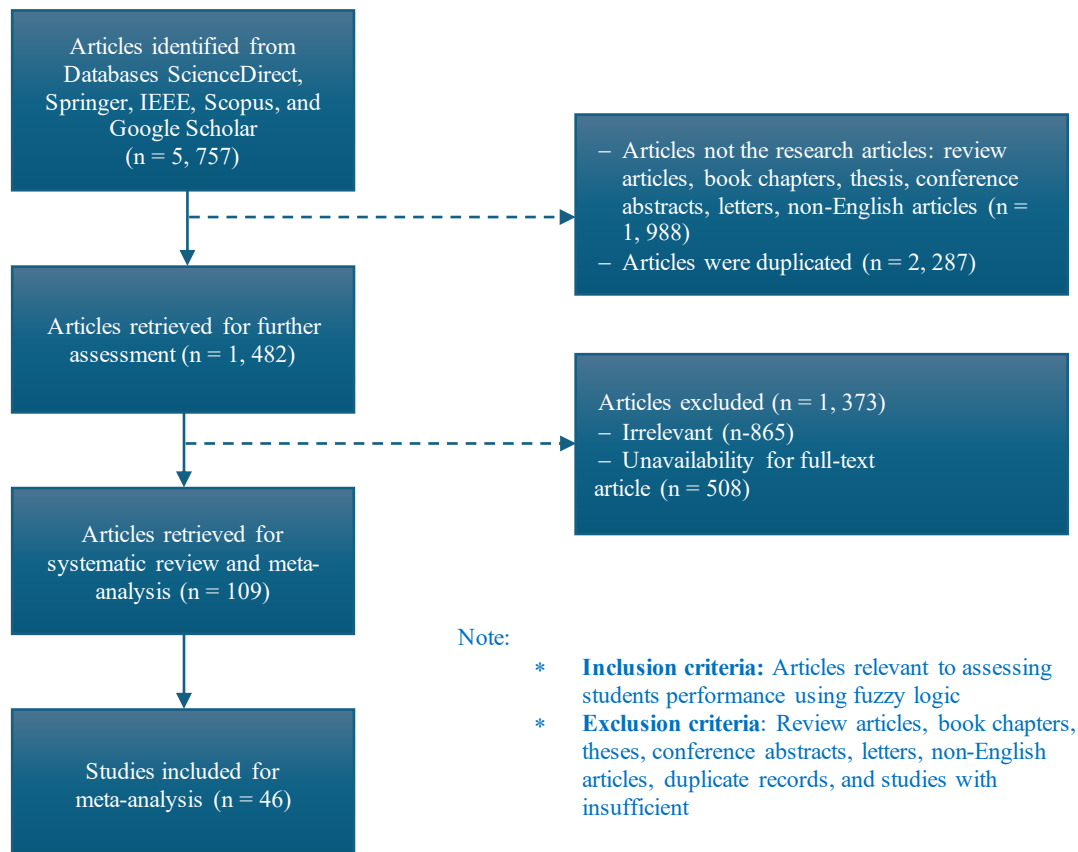 Articles identified from
Databases ScienceDirect,
Springer, IEEE, Scopus, and
Google Scholar
(n = 5, 757)
– Articles not the research articles: review
articles, book chapters, thesis, conference
abstracts, letters, non-English articles (n =
1, 988)
– Articles were duplicated (n = 2, 287)
Articles retrieved for further
assessment (n = 1, 482)
Articles excluded (n = 1, 373)
– Irrelevant (n-865)
– Unavailability for full-text
article (n = 508)
Articles retrieved for
systematic review and meta-
analysis (n = 109)
Note:
* Inclusion criteria: Articles relevant to assessing
students performance using fuzzy logic
* Exclusion criteria: Review articles, book chapters,
theses, conference abstracts, letters, non-English
articles, duplicate records, and studies with
insufficient
Studies included for
meta-analysis (n = 46)